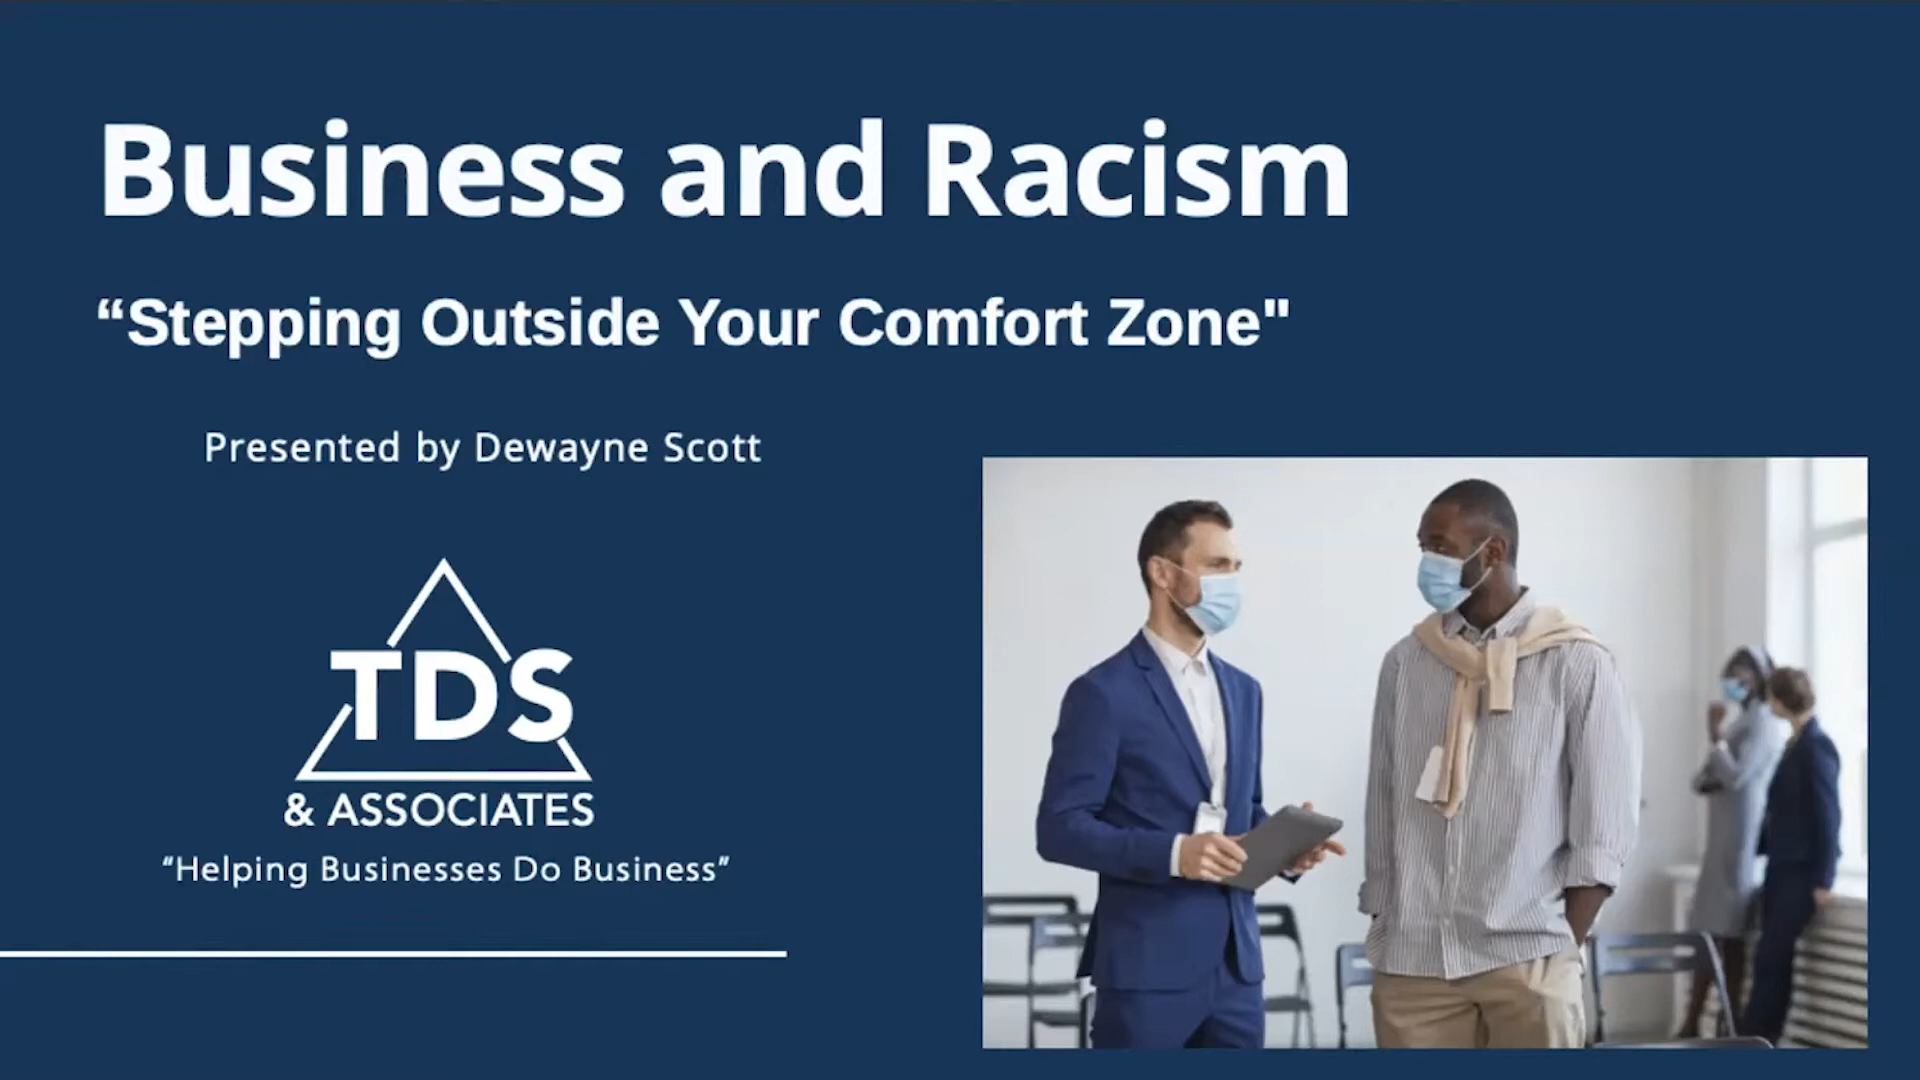 Business and Racism
“Stepping Outside Your Comfort Zone"
Presented by Dewayne Scott
TDS
& ASSOCIATES
“Helping Businesses Do Business”